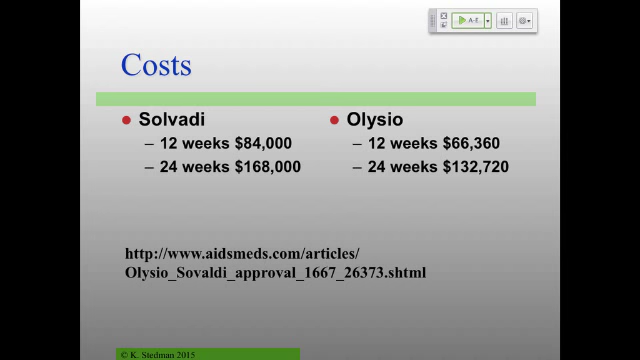 A-E
Costs
Solvadi
– 12 weeks $84,000
– 24 weeks $168,000
Olysio
– 12 weeks $66,360
– 24 weeks $132,720
http://www.aidsmeds.com/articles/
Olysio_Sovaldi_approval_1667_26373.shtml
© K. Stedman 2015